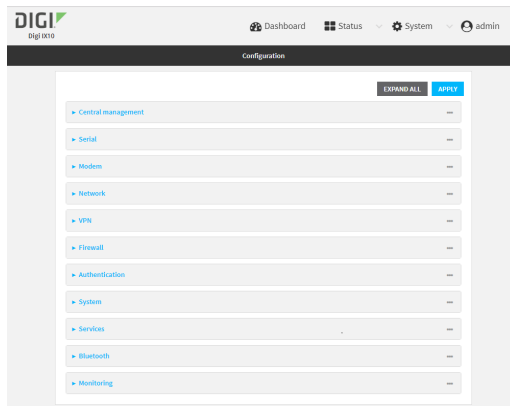 DIGI
Digi IX10
Dashboard
Status
System
admin
Configuration
EXPAND ALL
APPLY
Central management
Serial
Modem
Network
VPN
Firewall
Authentication
System
Services
Bluetooth
Monitoring